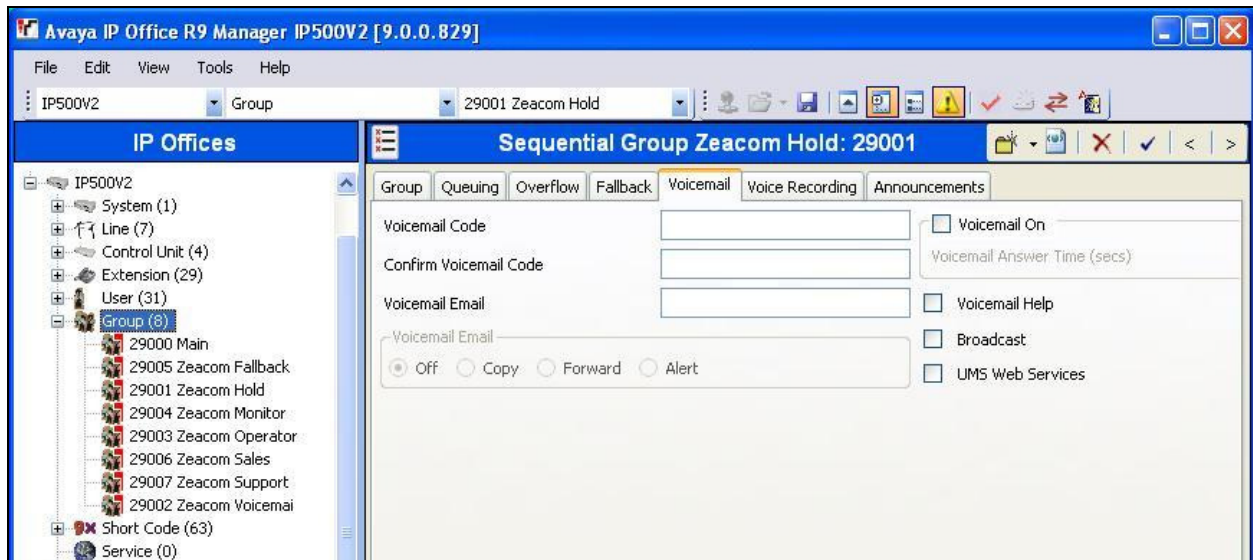 Avaya IP Office R9 Manager IP500V2 [9.0.0.829]
File Edit View Tools Help
IP500V2 Group 29001 Zeacom Hold
IP Offices
IP500V2
System (1)
Line (7)
Control Unit (4)
Extension (29)
User (31)
Group (8)
29000 Main
29005 Zeacom Fallback
29001 Zeacom Hold
29004 Zeacom Monitor
29003 Zeacom Operator
29006 Zeacom Sales
29007 Zeacom Support
29002 Zeacom Voicemai
Short Code (63)
Service (0)
Sequential Group Zeacom Hold: 29001
Group Queuing Overflow Fallback Voicemail Voice Recording Announcements
Voicemail Code
Confirm Voicemail Code
Voicemail Email
Voicemail Email
Off Copy Forward Alert
Voicemail On
Voicemail Answer Time (secs)
Voicemail Help
Broadcast
UMS Web Services